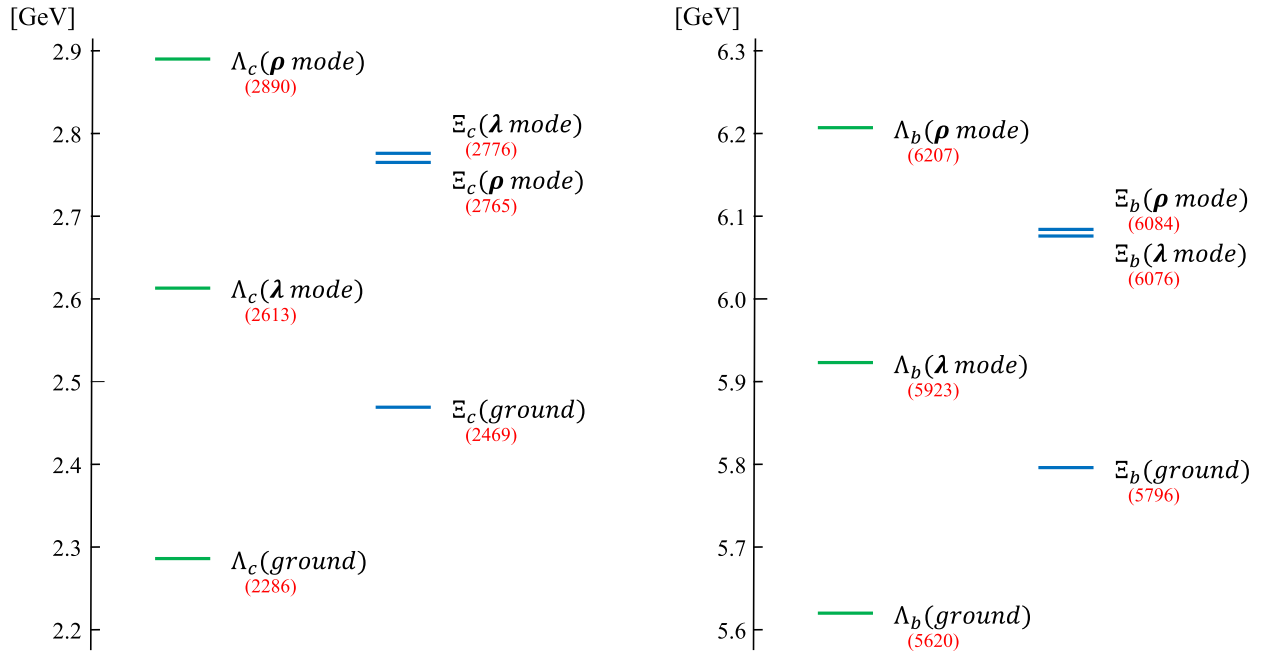 [GeV]
2.9
2.8
2.7
2.6
2.5
2.4
2.3
2.2
Λc(ρ mode)
(2890)
Ξc(λ mode)
(2776)
Ξc(ρ mode)
(2765)
Λc(λ mode)
(2613)
Ξc(ground)
(2469)
Λc(ground)
(2286)
[GeV]
6.3
6.2
6.1
6.0
5.9
5.8
5.7
5.6
Λb(ρ mode)
(6207)
Ξb(ρ mode)
(6084)
Ξb(λ mode)
(6076)
Λb(λ mode)
(5923)
Ξb(ground)
(5796)
Λb(ground)
(5620)